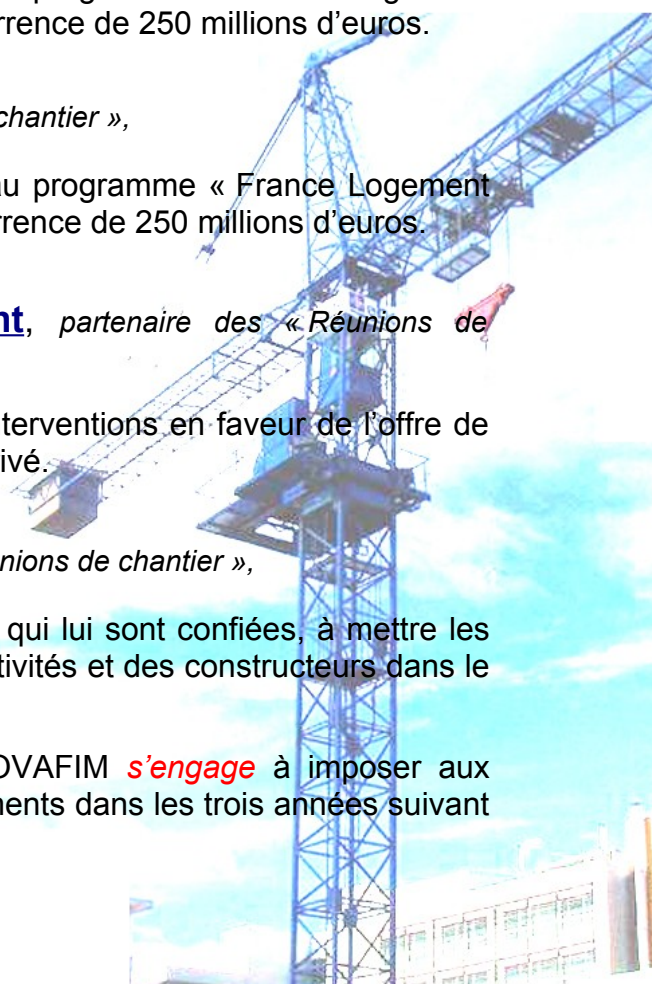 rrence de 250 millions d’euros.
chantier »,
au programme « France Logement
rrence de 250 millions d’euros.
nt, partenaire des « Réunions de
terventions en faveur de l’offre de
ivé.
nions de chantier »,
qui lui sont confiées, à mettre les
tivités et des constructeurs dans le
OVAFIM s’engage à imposer aux
ments dans les trois années suivant